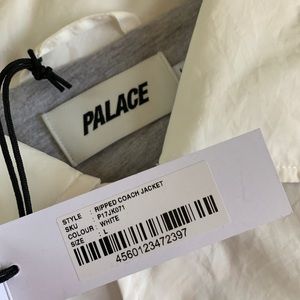 PALACE
STYLE : RIPPED COACH JACKET
SKU : P17JK071
COLOUR : WHITE
SIZE : L
4560123472397